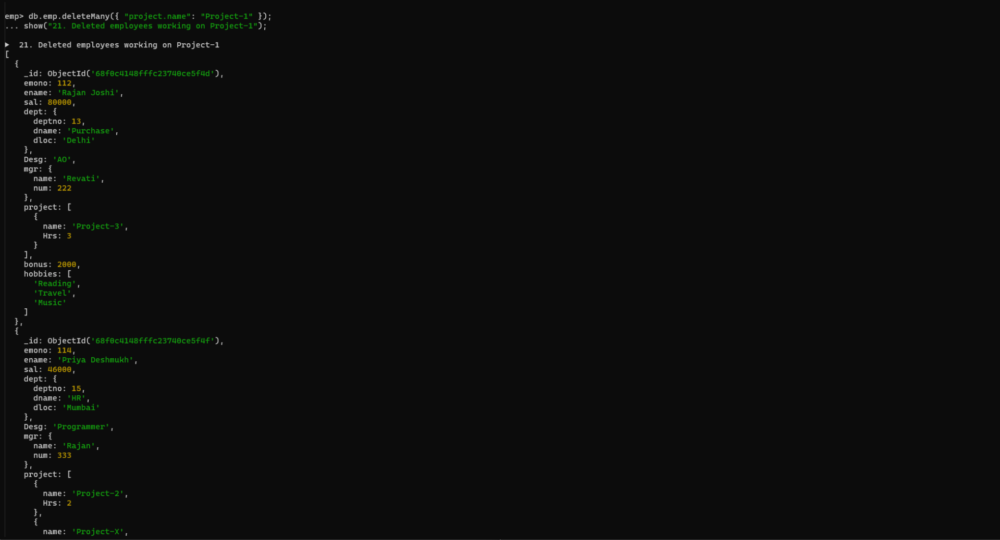 emp> db.emp.deleteMany({ "project.name": "Project-1" });
... show("21. Deleted employees working on Project-1");
▶  21. Deleted employees working on Project-1
[
  {
    _id: ObjectId('68f0c4148fffc23740ce5f4d'),
    emono: 112,
    ename: 'Rajan Joshi',
    sal: 80000,
    dept: {
      deptno: 13,
      dname: 'Purchase',
      dloc: 'Delhi'
    },
    Desg: 'AO',
    mgr: {
      name: 'Revati',
      num: 222
    },
    project: [
      {
        name: 'Project-3',
        Hrs: 3
      }
    ],
    bonus: 2000,
    hobbies: [
      'Reading',
      'Travel',
      'Music'
    ]
  },
  {
    _id: ObjectId('68f0c4148fffc23740ce5f4f'),
    emono: 114,
    ename: 'Priya Deshmukh',
    sal: 46000,
    dept: {
      deptno: 15,
      dname: 'HR',
      dloc: 'Mumbai'
    },
    Desg: 'Programmer',
    mgr: {
      name: 'Rajan',
      num: 333
    },
    project: [
      {
        name: 'Project-2',
        Hrs: 2
      },
      {
        name: 'Project-X',